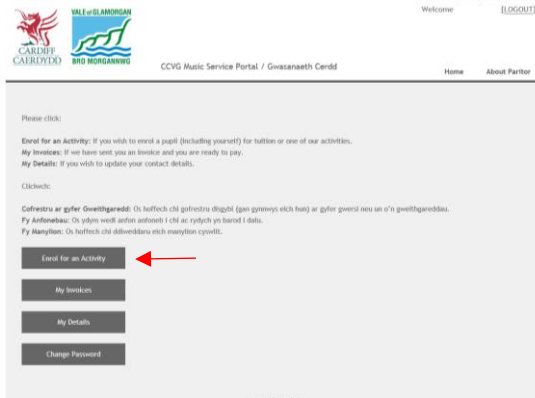 VALE of GLAMORGAN
BRO MORGANNWG
CARDIFF
CAERDYDD
Welcome [LOGOUT]
CCVG Music Service Portal / Gwasanaeth Cerdd
Home About Paritor
Please click:
Enrol for an Activity: If you wish to enrol a pupil (including yourself) for tuition or one of our activities.
My Invoices: If we have sent you an invoice and you are ready to pay.
My Details: If you wish to update your contact details.
Cliciwch:
Cofrestru ar gyfer Gweithgaredd: Os hoffech chi gofrestru disgybl (gan gynnwys eich hun) ar gyfer gwersi neu un o'n gweithgareddau.
Fy Anfonebau: Os ydym wedi anfon anfoneb i chi ac rydych yn barod i dalu.
Fy Manylion: Os hoffech chi ddiweddaru eich manylion cyswllt.
Enrol for an Activity
My Invoices
My Details
Change Password